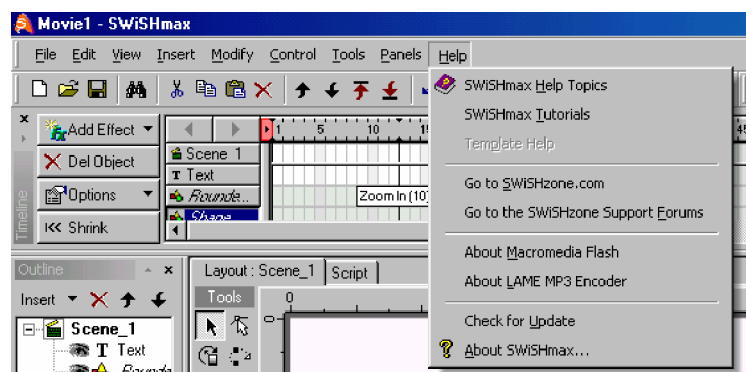 Movie1 - SWiSHmax
File Edit View Insert Modify Control Tools Panels Help
SWiSHmax Help Topics
SWiSHmax Tutorials
Template Help
Go to SWiSHzone.com
Go to the SWiSHzone Support Forums
About Macromedia Flash
About LAME MP3 Encoder
Check for Update
About SWiSHmax...
Timeline
Add Effect
Del Object
Options
Shrink
1 5 10
Scene 1
T Text
Rounde...
Shape
Zoom In (10)
Outline
Insert
Scene_1
T Text
Layout : Scene_1
Script
Tools
0